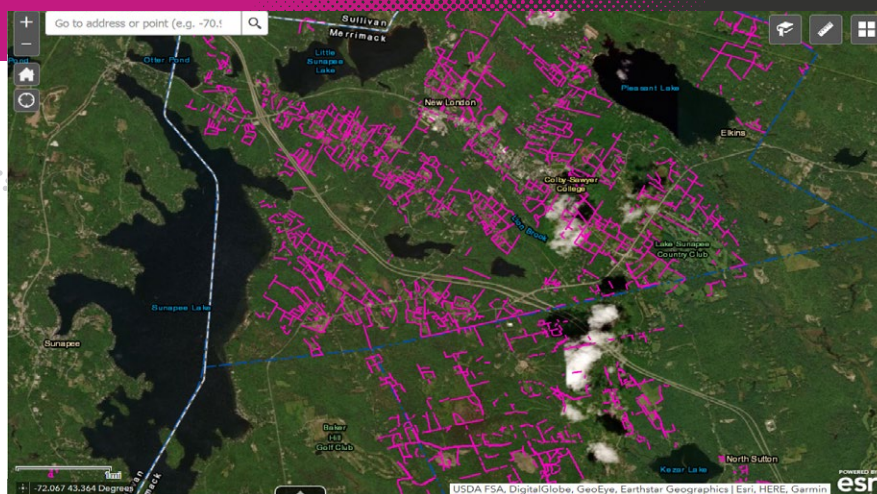 +
Go to address or point (e.g. -70.5
−
Sullivan
Merrimack
Pond
Otter Pond
Little
Sunapee
Lake
Pleasant Lake
New London
Elkins
Colby-Sawyer
College
Lake Sunapee
Country Club
Sunapee Lake
Sunapee
Baker
Hill
Golf Club
Kezar Lake
North Sutton
1mi
-72.067 43.364 Degrees
USDA FSA, DigitalGlobe, GeoEye, Earthstar Geographics | Esri, HERE, Garmin
POWERED BY
esri